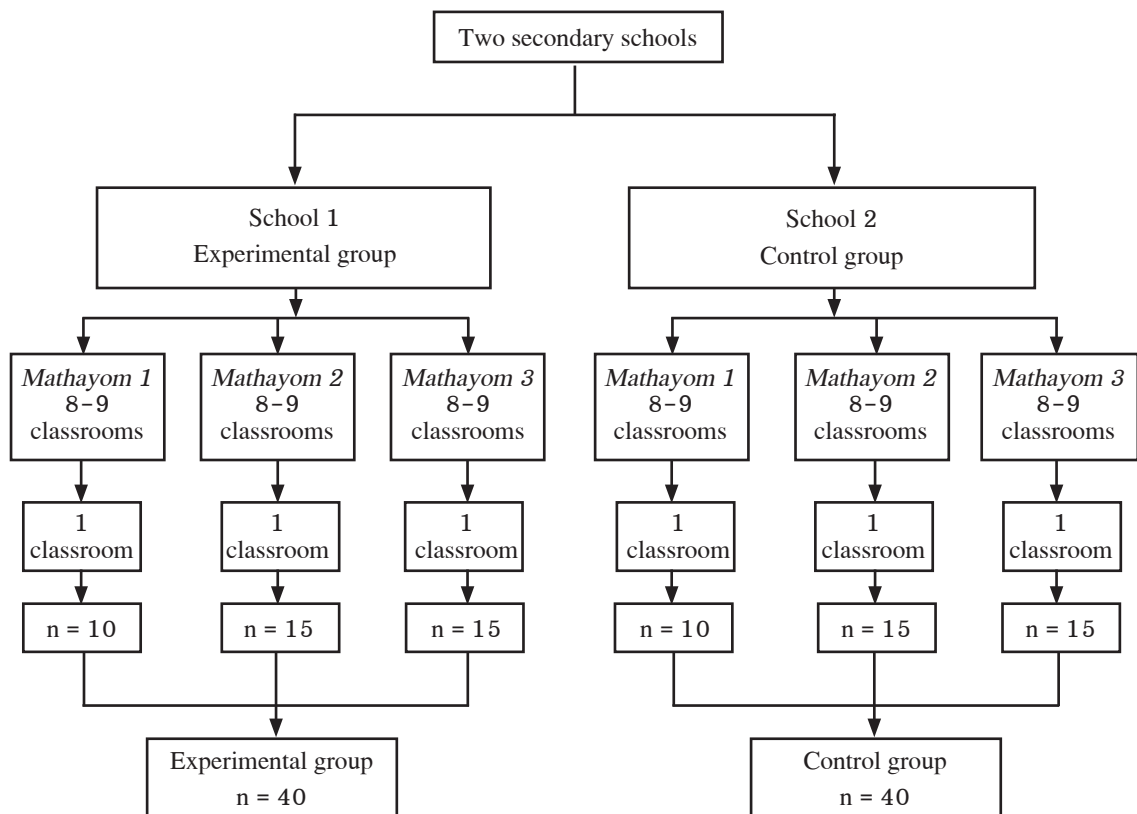 Two secondary schools
School 1
Experimental group
School 2
Control group
Mathayom 1
8-9
classrooms
Mathayom 2
8-9
classrooms
Mathayom 3
8-9
classrooms
Mathayom 1
8-9
classrooms
Mathayom 2
8-9
classrooms
Mathayom 3
8-9
classrooms
1
classroom
1
classroom
1
classroom
1
classroom
1
classroom
1
classroom
n = 10
n = 15
n = 15
n = 10
n = 15
n = 15
Experimental group
n = 40
Control group
n = 40